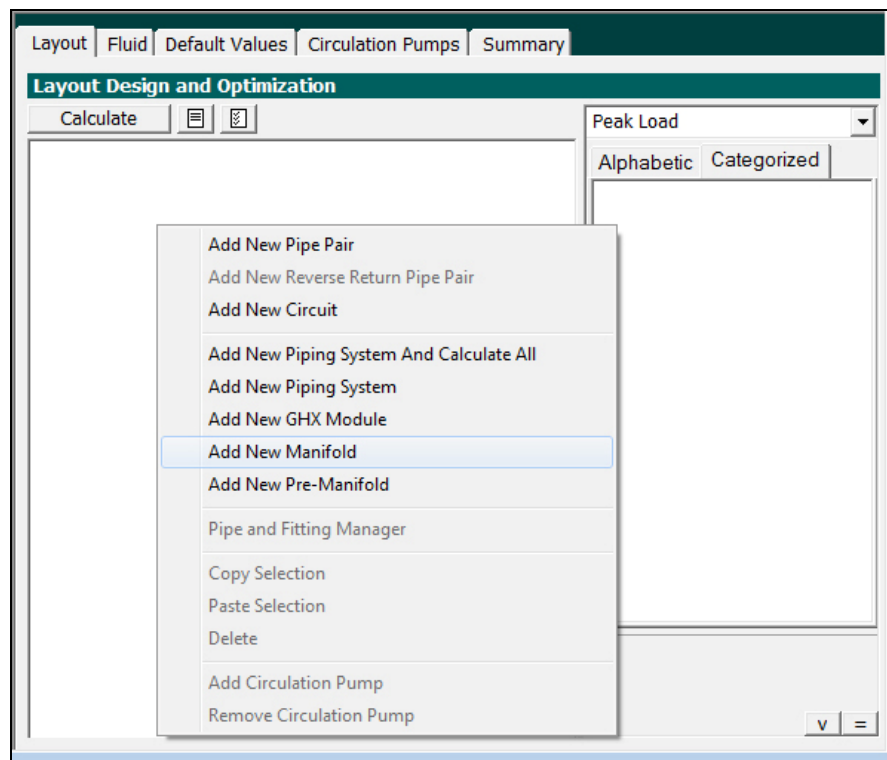 Layout Fluid Default Values Circulation Pumps Summary
Layout Design and Optimization
Calculate
Peak Load
Alphabetic Categorized
Add New Pipe Pair
Add New Reverse Return Pipe Pair
Add New Circuit
Add New Piping System And Calculate All
Add New Piping System
Add New GHX Module
Add New Manifold
Add New Pre-Manifold
Pipe and Fitting Manager
Copy Selection
Paste Selection
Delete
Add Circulation Pump
Remove Circulation Pump
v =